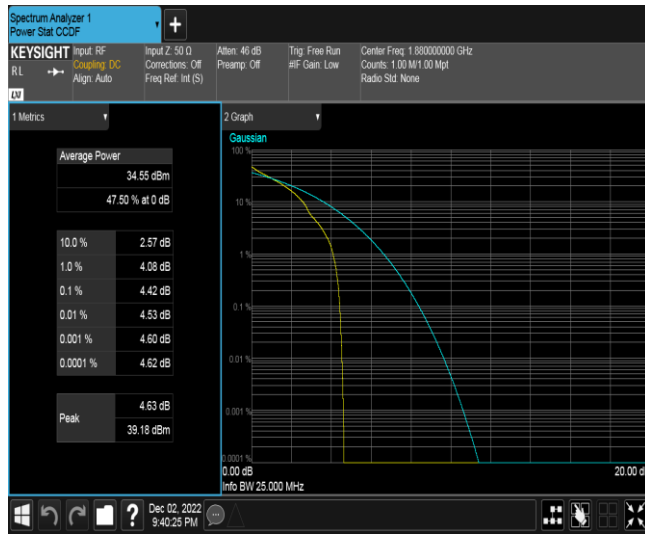 Spectrum Analyzer 1
Power Stat CCDF
+
KEYSIGHT
RL
LXI
Input: RF
Coupling: DC
Align: Auto
Input Z: 50 Ω
Corrections: Off
Freq Ref: Int (S)
Atten: 46 dB
Preamp: Off
Trig: Free Run
#IF Gain: Low
Center Freq: 1.880000000 GHz
Counts: 1.00 M/1.00 Mpt
Radio Std: None
1 Metrics
Average Power
34.55 dBm
47.50 % at 0 dB
10.0 % 2.57 dB
1.0 % 4.08 dB
0.1 % 4.42 dB
0.01 % 4.53 dB
0.001 % 4.60 dB
0.0001 % 4.62 dB
Peak
4.63 dB
39.18 dBm
2 Graph
Gaussian
100 %
10 %
1 %
0.1 %
0.01 %
0.001 %
0.0001 %
0.00 dB
20.00 d
Info BW 25.000 MHz
?
Dec 02, 2022
9:40:25 PM